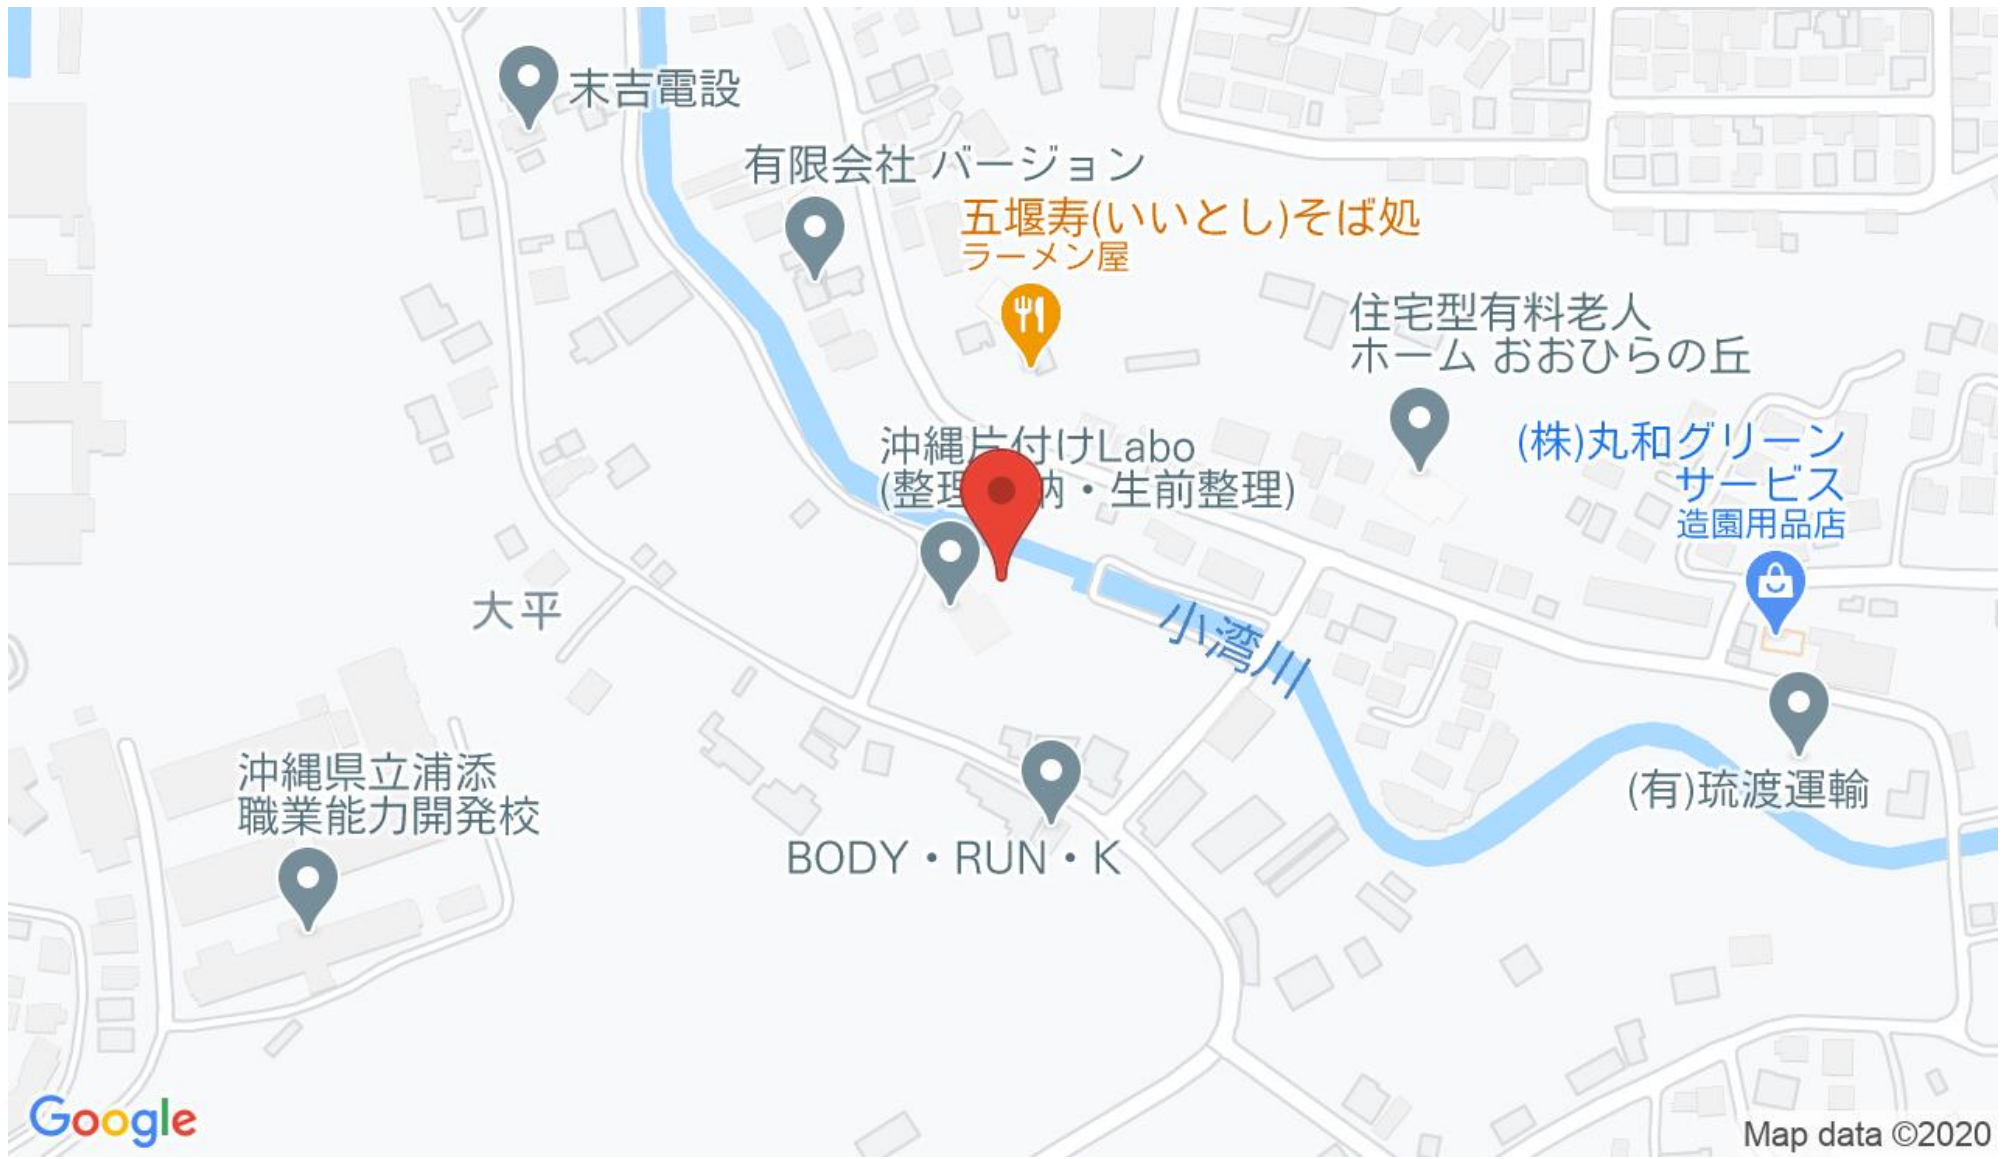 末吉電設
有限会社 バージョン
五堰寿(いいとし)そば処
ラーメン屋
住宅型有料老人
ホーム おおひらの丘
(株)丸和グリーン
サービス
造園用品店
沖縄片付けLabo
(整理 納・生前整理)
大平
小湾川
沖縄県立浦添
職業能力開発校
BODY・RUN・K
(有)琉渡運輸
Google
Map data ©2020